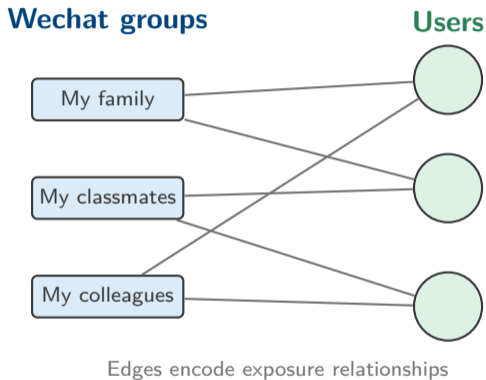 Wechat groups
Users
My family
My classmates
My colleagues
Edges encode exposure relationships